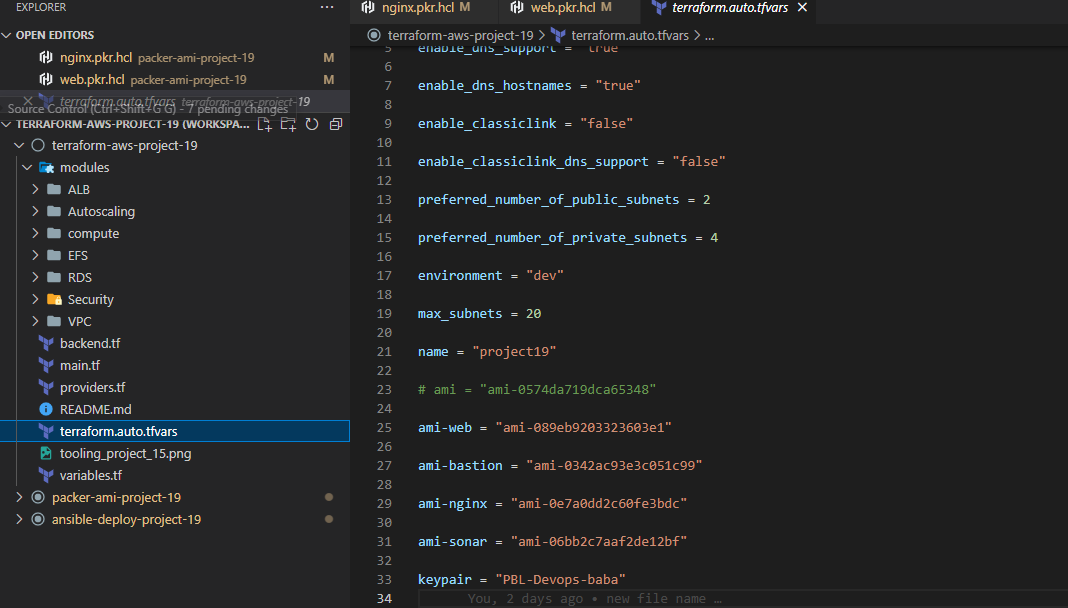 EXPLORER
OPEN EDITORS
nginx.pkr.hcl packer-ami-project-19 M
web.pkr.hcl packer-ami-project-19 M
terraform.auto.tfvars terraform-aws-project-19
Source Control (Ctrl+Shift+G G) - 7 pending changes
TERRAFORM-AWS-PROJECT-19 (WORKSPA...
terraform-aws-project-19
modules
ALB
Autoscaling
compute
EFS
RDS
Security
VPC
backend.tf
main.tf
providers.tf
README.md
terraform.auto.tfvars
tooling_project_15.png
variables.tf
packer-ami-project-19
ansible-deploy-project-19
nginx.pkr.hcl M web.pkr.hcl M terraform.auto.tfvars
terraform-aws-project-19 > terraform.auto.tfvars > ...
5 enable_dns_support = "true"
6
7 enable_dns_hostnames = "true"
8
9 enable_classiclink = "false"
10
11 enable_classiclink_dns_support = "false"
12
13 preferred_number_of_public_subnets = 2
14
15 preferred_number_of_private_subnets = 4
16
17 environment = "dev"
18
19 max_subnets = 20
20
21 name = "project19"
22
23 # ami = "ami-0574da719dca65348"
24
25 ami-web = "ami-089eb9203323603e1"
26
27 ami-bastion = "ami-0342ac93e3c051c99"
28
29 ami-nginx = "ami-0e7a0dd2c60fe3bdc"
30
31 ami-sonar = "ami-06bb2c7aaf2de12bf"
32
33 keypair = "PBL-Devops-baba"
34 You, 2 days ago • new file name …